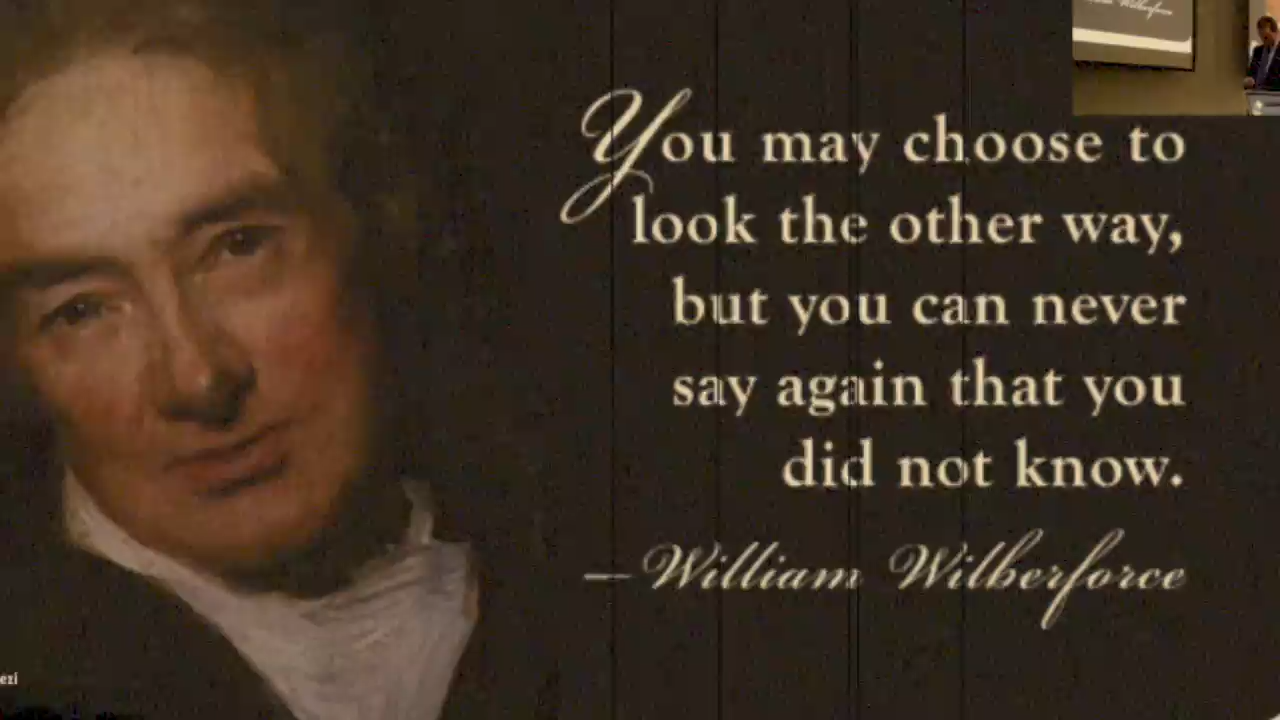 You may choose to
look the other way,
but you can never
say again that you
did not know.
– William Wilberforce
ezi